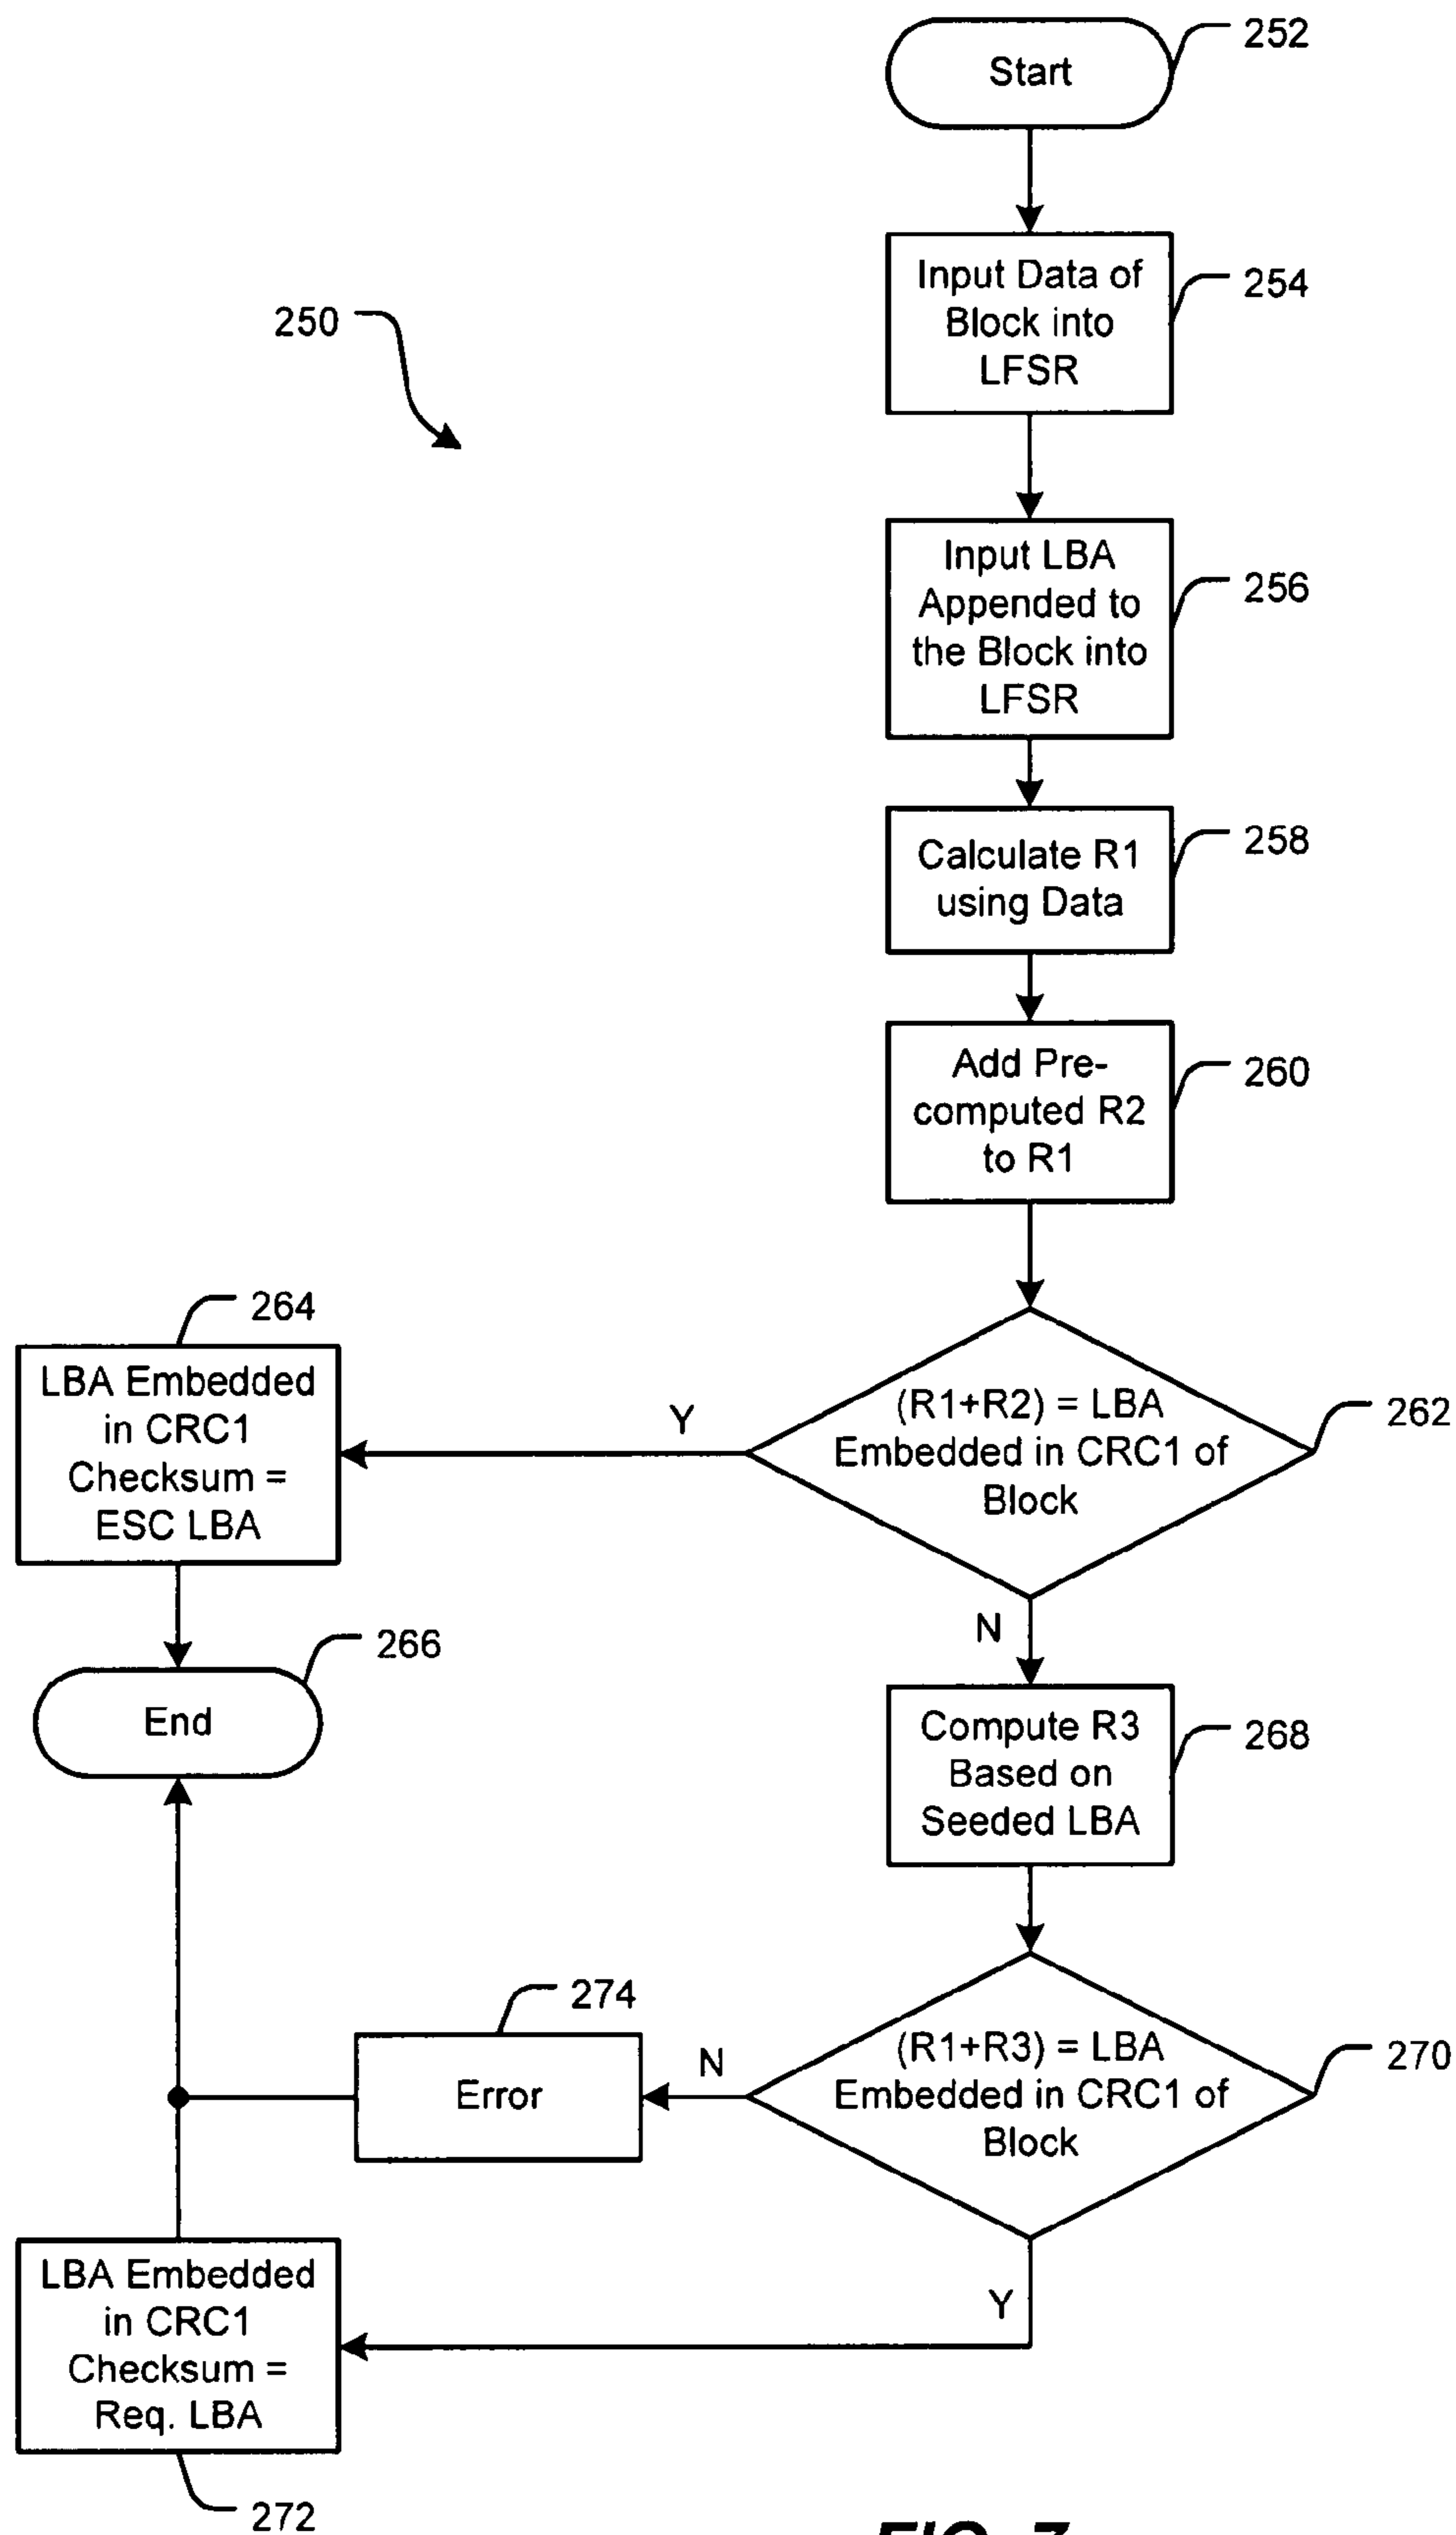 252
Start
254
Input Data of
Block into
LFSR
250
256
Input LBA
Appended to
the Block into
LFSR
258
Calculate R1
using Data
260
Add Pre-
computed R2
to R1
264
LBA Embedded
in CRC1
Checksum =
ESC LBA
Y
(R1+R2) = LBA
Embedded in CRC1 of
Block
262
N
266
End
Compute R3
Based on
Seeded LBA
268
274
Error
N
(R1+R3) = LBA
Embedded in CRC1 of
Block
270
Y
LBA Embedded
in CRC1
Checksum =
Req. LBA
272